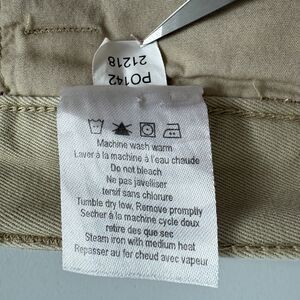 PO142
21218
Machine wash warm
Laver à la machine à l'eau chaude
Do not bleach
Ne pas javelliser
tersif sans chlorure
Tumble dry low, Remove promptly
Secher à la machine cycle doux
retire des que sec
Steam iron with medium heat
Repasser au fer chaud avec vapeur